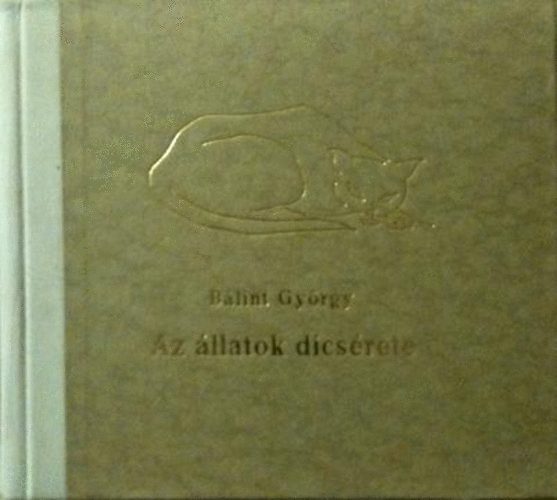 Bálint György
Az állatok dicsérete